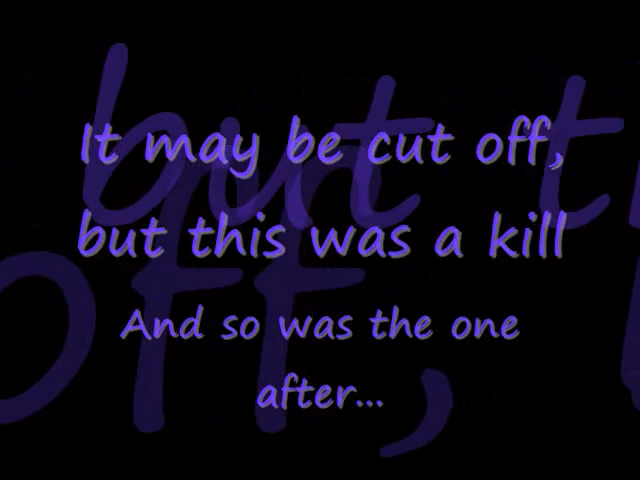 It may be cut off,
but this was a kill
And so was the one
after...